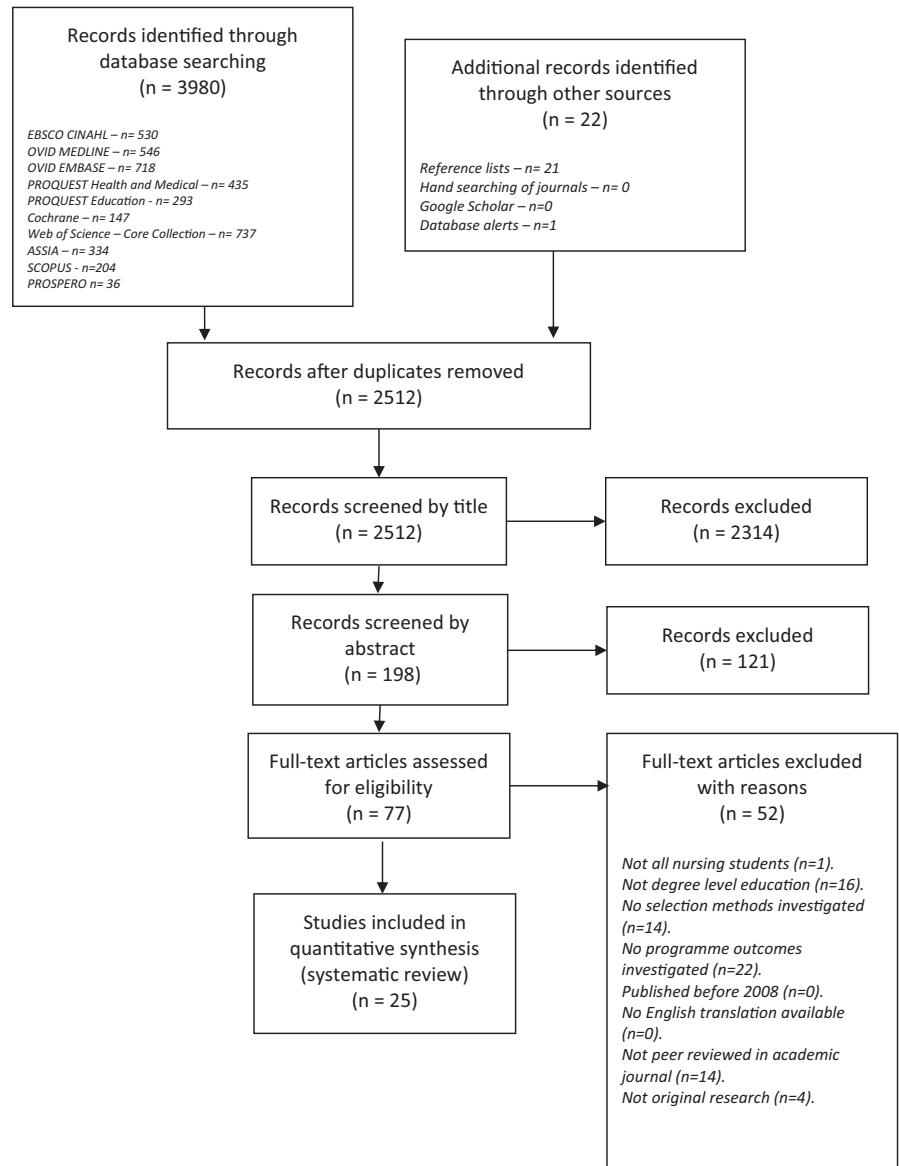 Records identified through
database searching
(n = 3980)
EBSCO CINAHL – n= 530
OVID MEDLINE – n= 546
OVID EMBASE – n= 718
PROQUEST Health and Medical – n= 435
PROQUEST Education - n= 293
Cochrane – n= 147
Web of Science – Core Collection – n= 737
ASSIA – n= 334
SCOPUS - n=204
PROSPERO n= 36
Additional records identified
through other sources
(n = 22)
Reference lists – n= 21
Hand searching of journals – n= 0
Google Scholar – n=0
Database alerts – n=1
Records after duplicates removed
(n = 2512)
Records screened by title
(n = 2512)
Records excluded
(n = 2314)
Records screened by
abstract
(n = 198)
Records excluded
(n = 121)
Full-text articles assessed
for eligibility
(n = 77)
Full-text articles excluded
with reasons
(n = 52)
Not all nursing students (n=1).
Not degree level education (n=16).
No selection methods investigated
(n=14).
No programme outcomes
investigated (n=22).
Published before 2008 (n=0).
No English translation available
(n=0).
Not peer reviewed in academic
journal (n=14).
Not original research (n=4).
Studies included in
quantitative synthesis
(systematic review)
(n = 25)